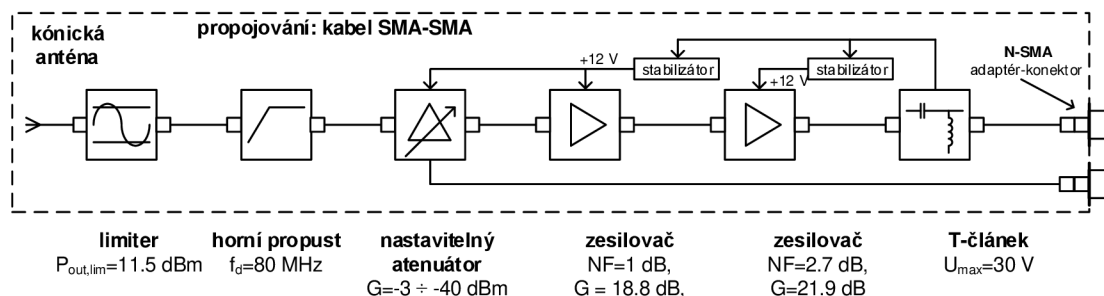 propojování: kabel SMA-SMA
kónická
anténa
N-SMA
adaptér-konektor
+12 V
stabilizátor
+12 V
stabilizátor
limiter
P_out,lim=11.5 dBm
horní propust
f_d=80 MHz
nastavitelný
atenuátor
G=-3 ÷ -40 dBm
zesilovač
NF=1 dB,
G = 18.8 dB,
zesilovač
NF=2.7 dB,
G=21.9 dB
T-článek
U_max=30 V